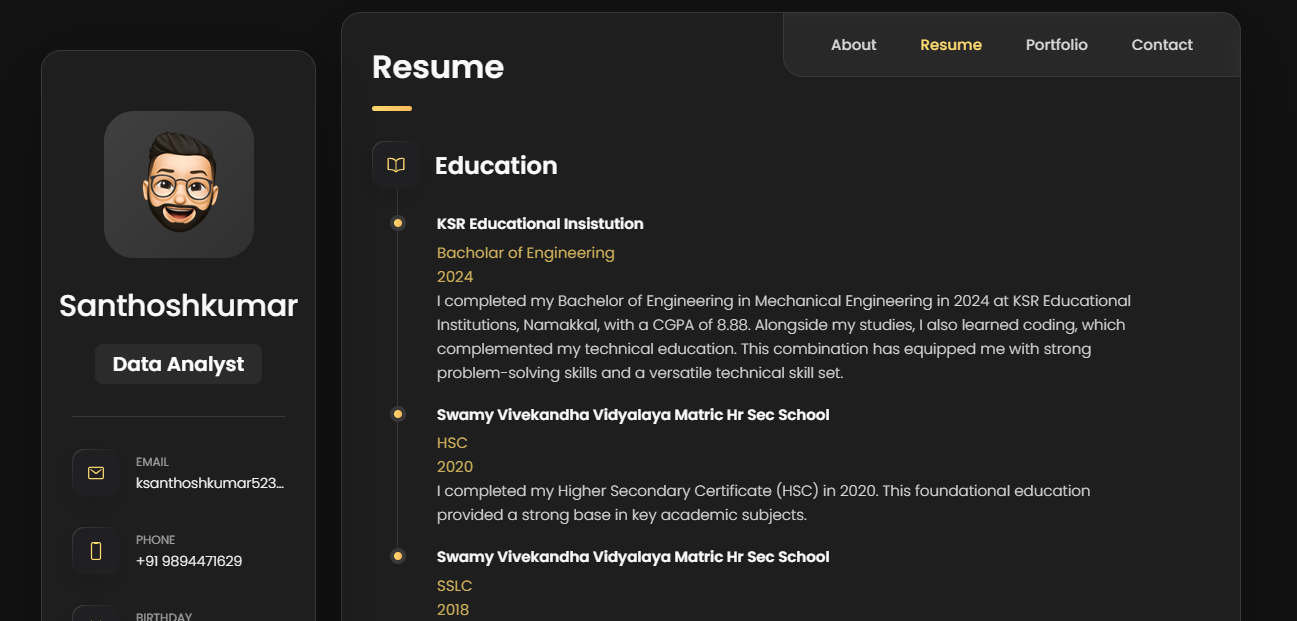 Santhoshkumar
Data Analyst
EMAIL
ksanthoshkumar523...
PHONE
+91 9894471629
BIRTHDAY
About Resume Portfolio Contact
Resume
Education
KSR Educational Insistution
Bacholar of Engineering
2024
I completed my Bachelor of Engineering in Mechanical Engineering in 2024 at KSR Educational
Institutions, Namakkal, with a CGPA of 8.88. Alongside my studies, I also learned coding, which
complemented my technical education. This combination has equipped me with strong
problem-solving skills and a versatile technical skill set.
Swamy Vivekandha Vidyalaya Matric Hr Sec School
HSC
2020
I completed my Higher Secondary Certificate (HSC) in 2020. This foundational education
provided a strong base in key academic subjects.
Swamy Vivekandha Vidyalaya Matric Hr Sec School
SSLC
2018